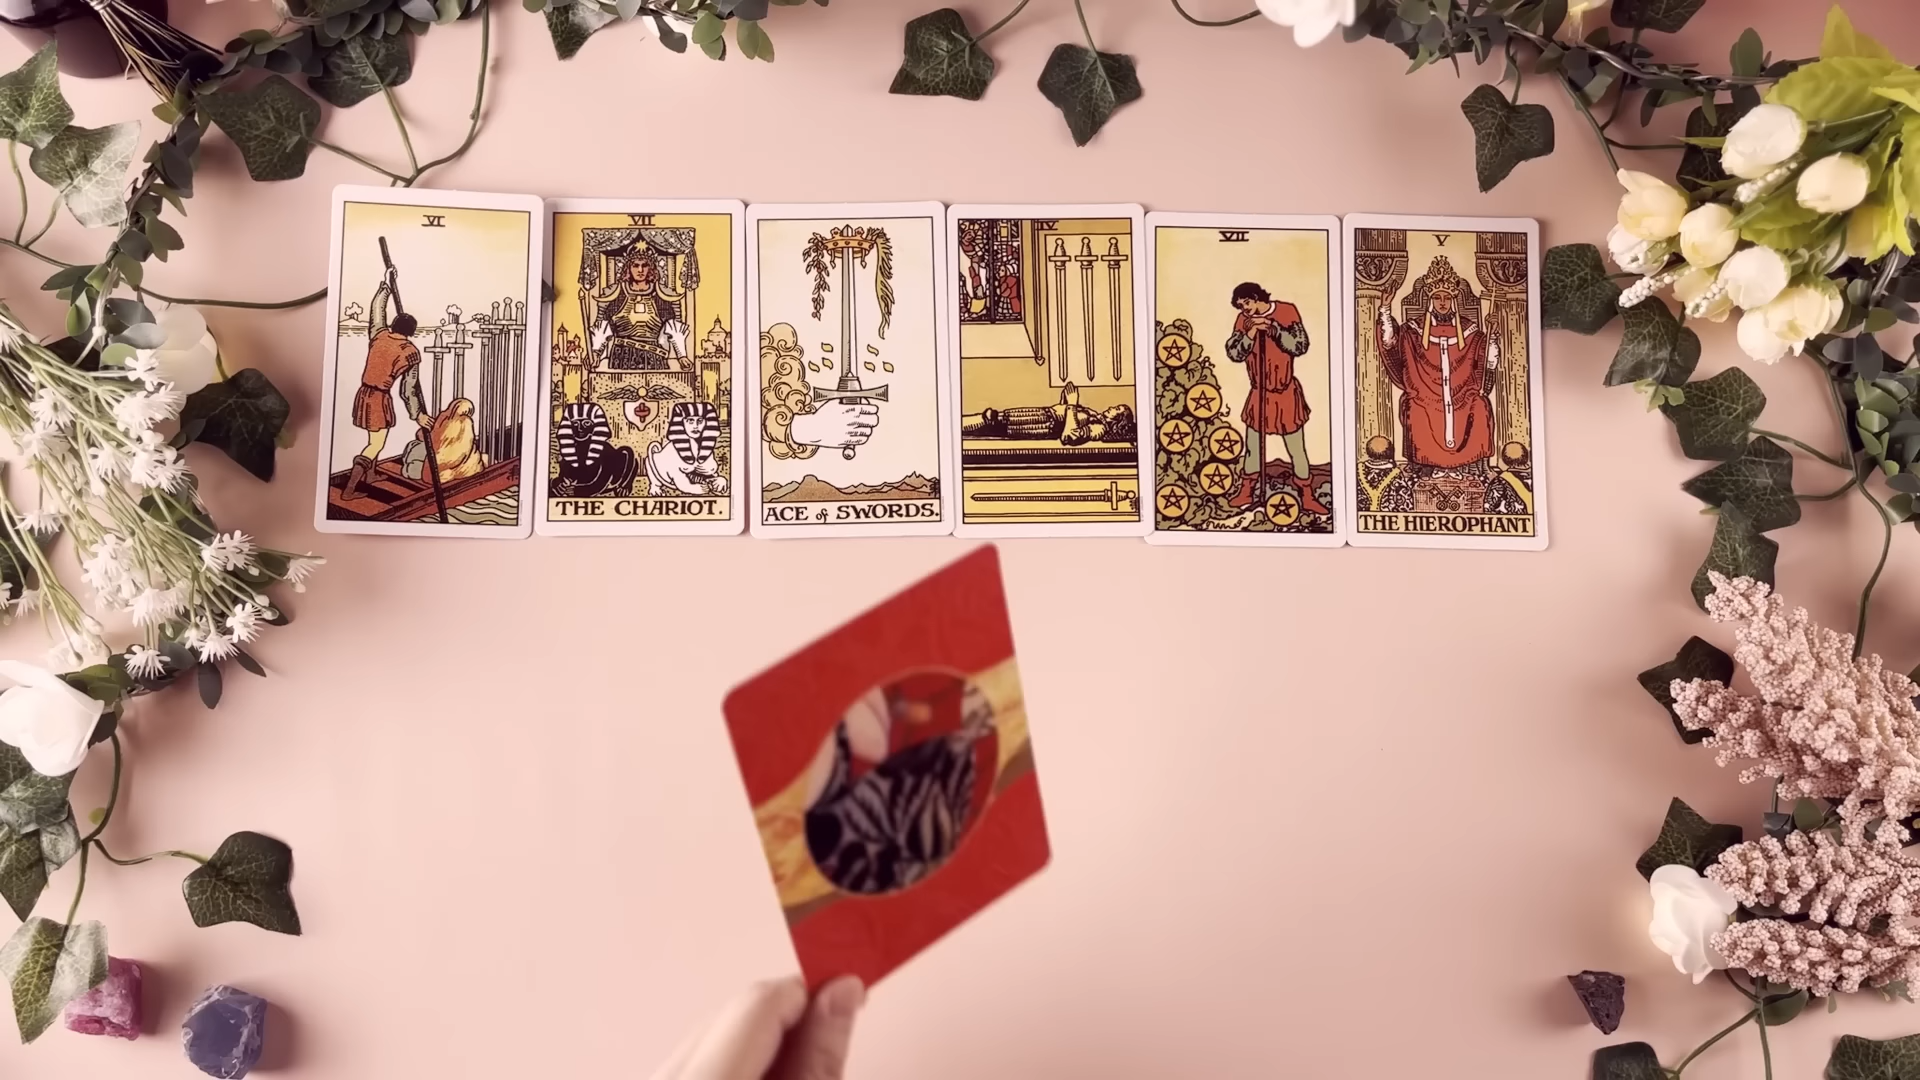 VI
VII
THE CHARIOT.
ACE of SWORDS.
IV
VII
V
THE HIEROPHANT